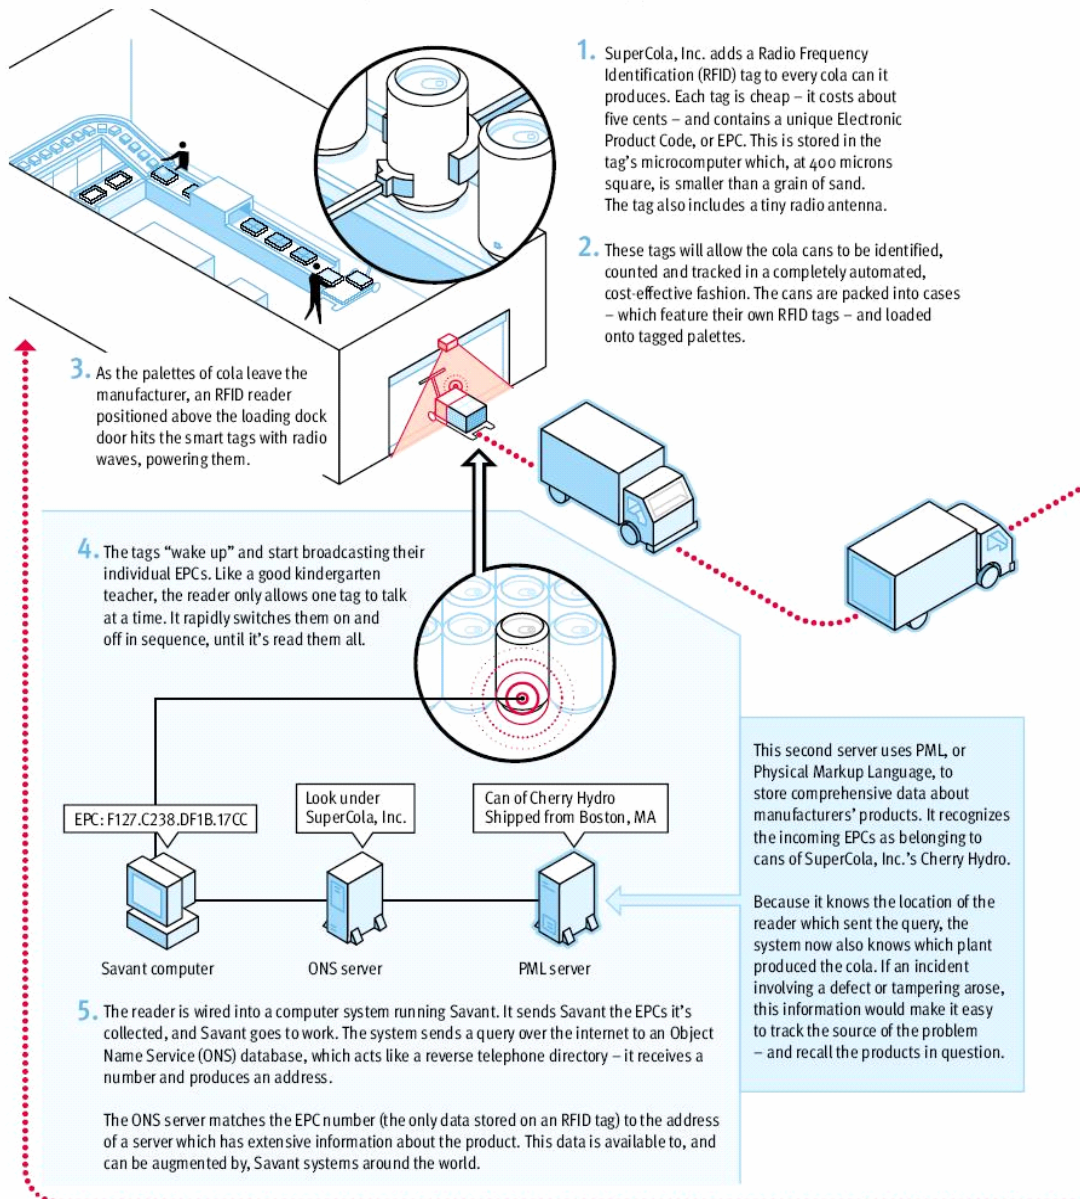 1. SuperCola, Inc. adds a Radio Frequency
Identification (RFID) tag to every cola can it
produces. Each tag is cheap – it costs about
five cents – and contains a unique Electronic
Product Code, or EPC. This is stored in the
tag's microcomputer which, at 400 microns
square, is smaller than a grain of sand.
The tag also includes a tiny radio antenna.
2. These tags will allow the cola cans to be identified,
counted and tracked in a completely automated,
cost-effective fashion. The cans are packed into cases
– which feature their own RFID tags – and loaded
onto tagged palettes.
3. As the palettes of cola leave the
manufacturer, an RFID reader
positioned above the loading dock
door hits the smart tags with radio
waves, powering them.
4. The tags “wake up” and start broadcasting their
individual EPCs. Like a good kindergarten
teacher, the reader only allows one tag to talk
at a time. It rapidly switches them on and
off in sequence, until it's read them all.
EPC: F127.C238.DF1B.17CC
Look under
SuperCola, Inc.
Can of Cherry Hydro
Shipped from Boston, MA
Savant computer
ONS server
PML server
This second server uses PML, or
Physical Markup Language, to
store comprehensive data about
manufacturers' products. It recognizes
the incoming EPCs as belonging to
cans of SuperCola, Inc.'s Cherry Hydro.
Because it knows the location of the
reader which sent the query, the
system now also knows which plant
produced the cola. If an incident
involving a defect or tampering arose,
this information would make it easy
to track the source of the problem
– and recall the products in question.
5. The reader is wired into a computer system running Savant. It sends Savant the EPCs it's
collected, and Savant goes to work. The system sends a query over the internet to an Object
Name Service (ONS) database, which acts like a reverse telephone directory – it receives a
number and produces an address.
The ONS server matches the EPC number (the only data stored on an RFID tag) to the address
of a server which has extensive information about the product. This data is available to, and
can be augmented by, Savant systems around the world.